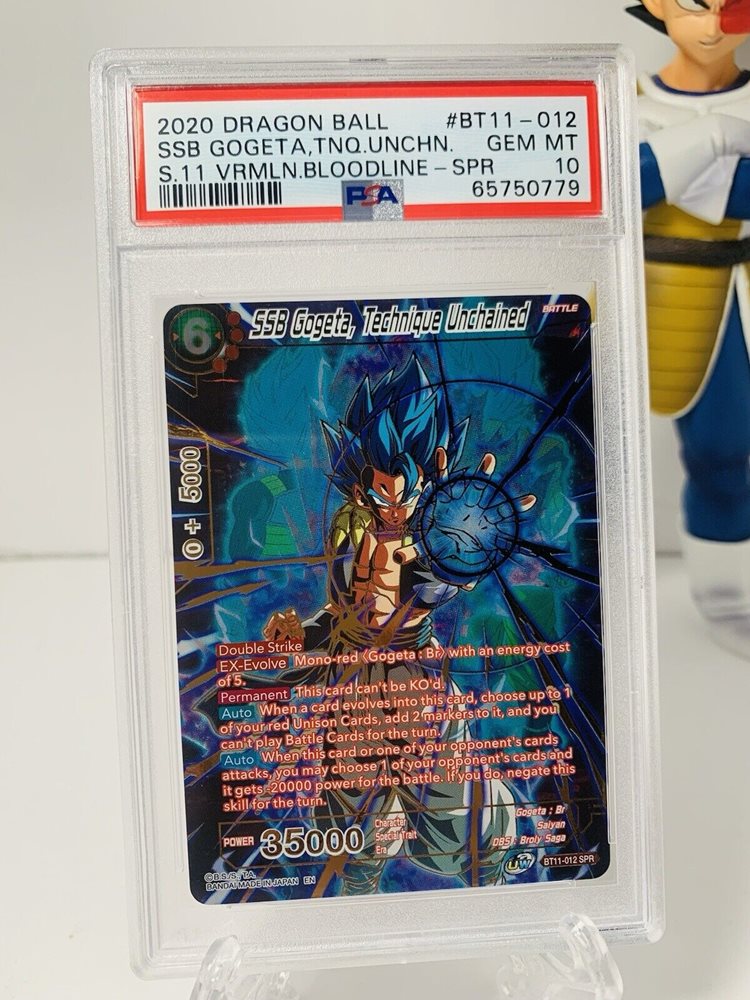 2020 DRAGON BALL #BT11-012
SSB GOGETA,TNQ.UNCHN. GEM MT
S.11 VRMLN.BLOODLINE-SPR 10
PSA 65750779
6 SSB Gogeta, Technique Unchained BATTLE
0 + 5000
Double Strike
EX-Evolve Mono-red 〈Gogeta : Br〉 with an energy cost
of 5.
Permanent This card can't be KO'd.
Auto When a card evolves into this card, choose up to 1
of your red Unison Cards, add 2 markers to it, and you
can't play Battle Cards for the turn.
Auto When this card or one of your opponent's cards
attacks, you may choose 1 of your opponent's cards and
it gets -20000 power for the battle. If you do, negate this
skill for the turn.
POWER 35000
Character Gogeta : Br
Special Trait Saiyan
Era DBS : Broly Saga
UW BT11-012 SPR
©B.S./S., T.A.
BANDAI MADE IN JAPAN EN